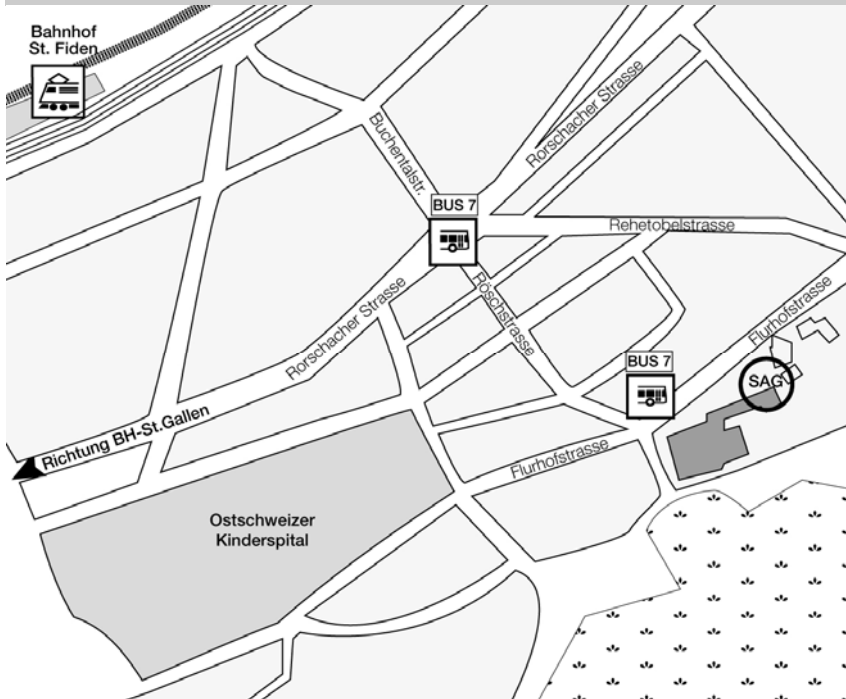 Bahnhof
St. Fiden
Rorschacher Strasse
Buchentalstr.
BUS 7
Rehetobelstrasse
Rorschacher Strasse
Röschstrasse
Flurhofstrasse
BUS 7
SAG
Richtung BH-St.Gallen
Flurhofstrasse
Ostschweizer
Kinderspital